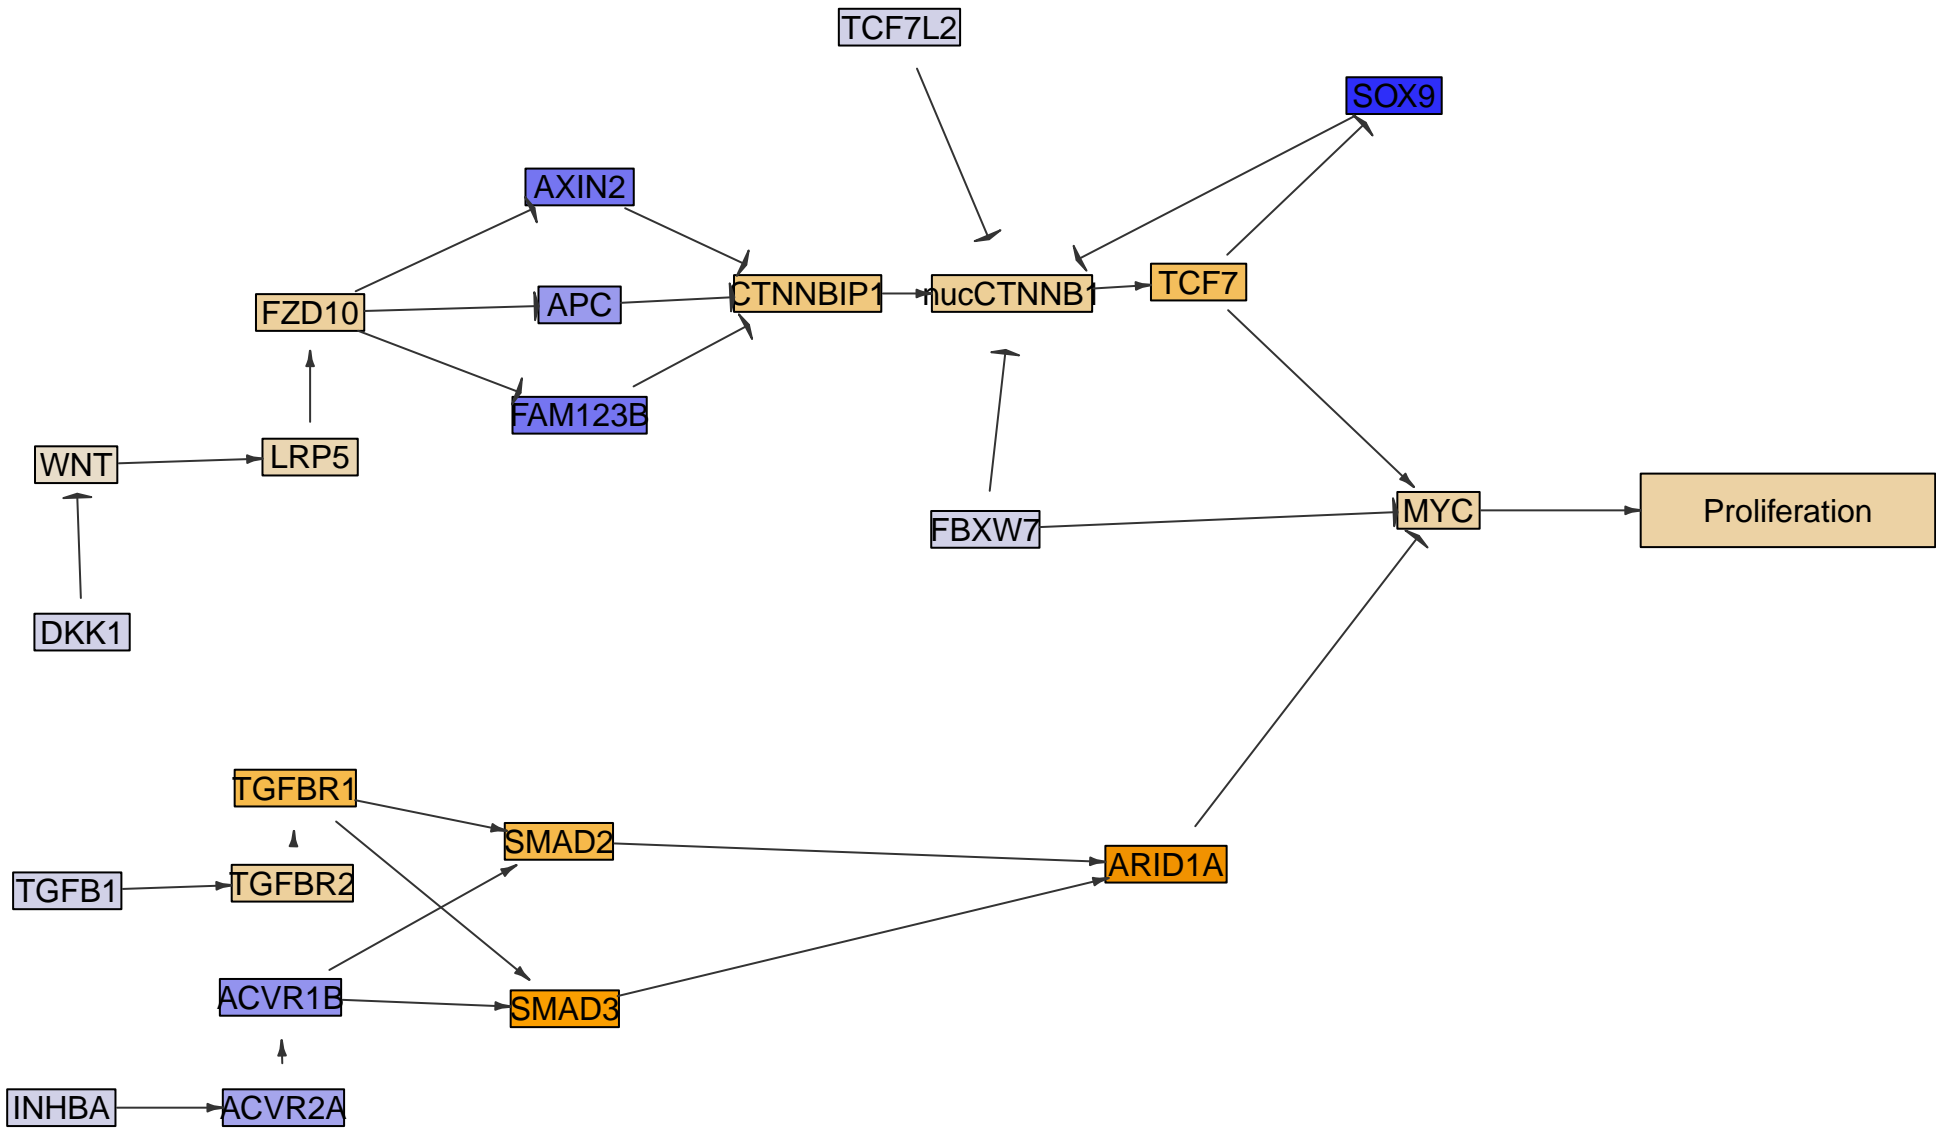 TCF7L2
SOX9
AXIN2
FZD10
APC
CTNNBIP1
nucCTNNB1
TCF7
FAM123B
WNT
LRP5
FBXW7
MYC
Proliferation
DKK1
TGFBR1
SMAD2
ARID1A
TGFB1
TGFBR2
ACVR1B
SMAD3
INHBA
ACVR2A